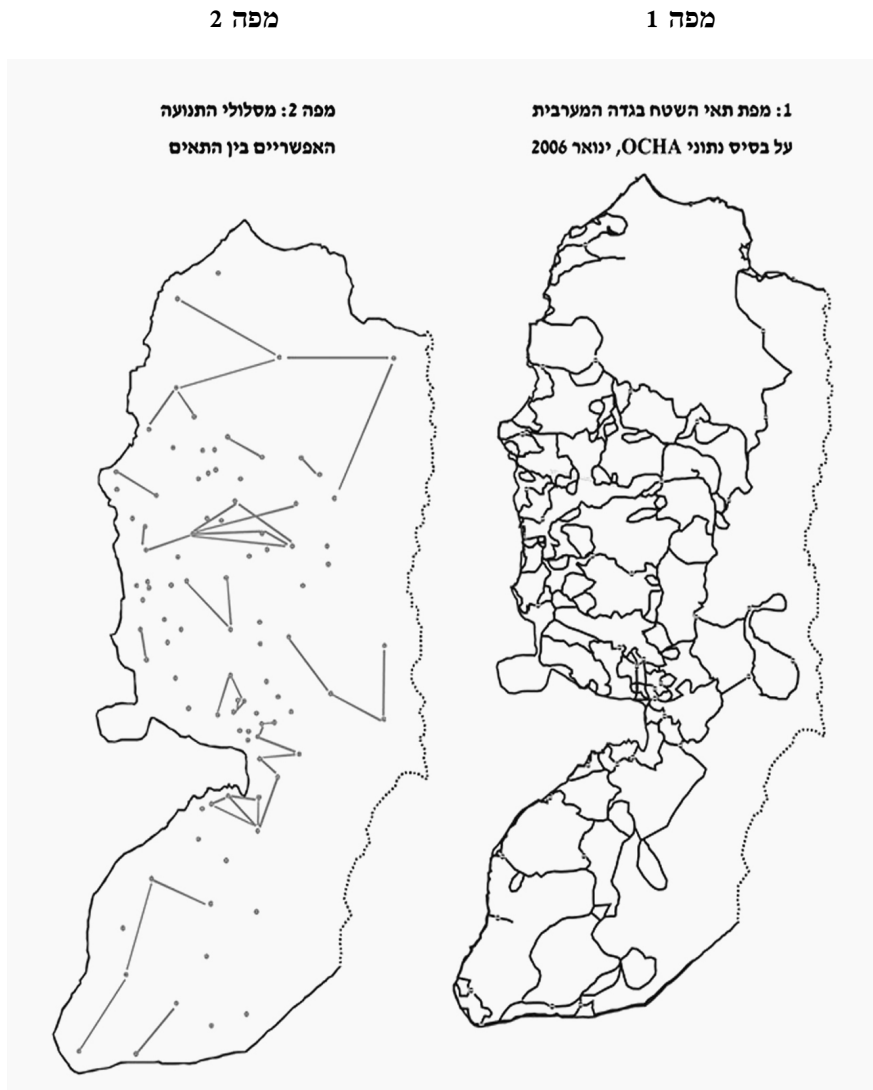 מפה 1
מפה 2
1: מפת תאי השטח בגדה המערבית
על בסיס נתוני OCHA, ינואר 2006
מפה 2: מסלולי התנועה
האפשריים בין התאים